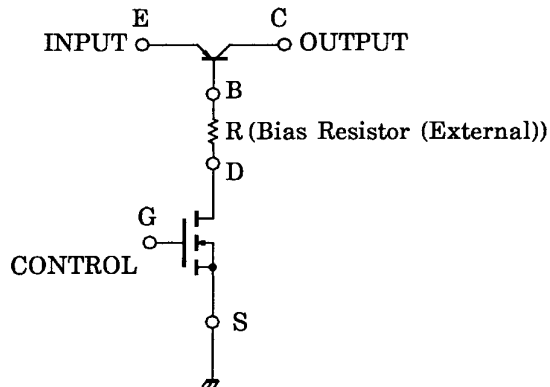 E C
INPUT OUTPUT
B
R (Bias Resistor (External))
D
G
CONTROL
S